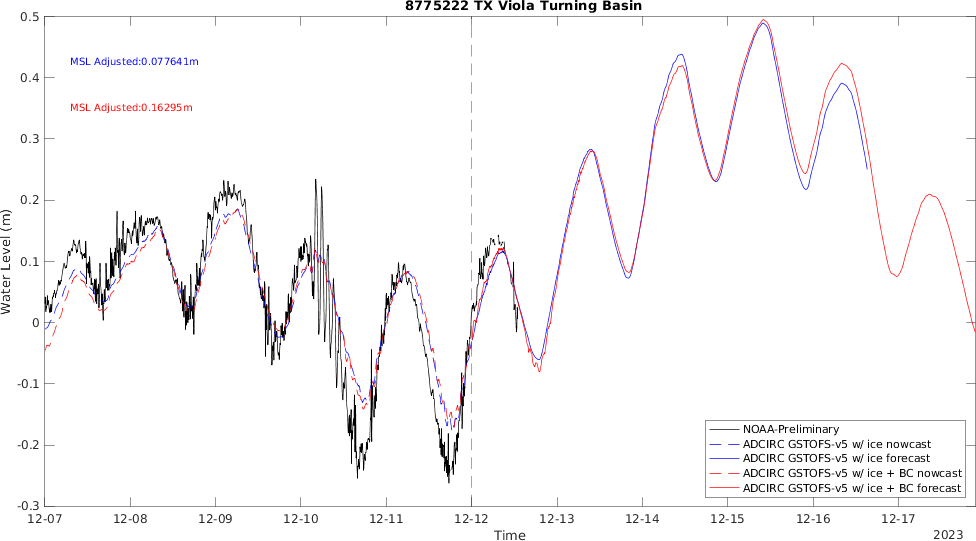 8775222 TX Viola Turning Basin
MSL Adjusted:0.077641m
MSL Adjusted:0.16295m
Water Level (m)
0.5
0.4
0.3
0.2
0.1
0
-0.1
-0.2
-0.3
NOAA-Preliminary
ADCIRC GSTOFS-v5 w/ ice nowcast
ADCIRC GSTOFS-v5 w/ ice forecast
ADCIRC GSTOFS-v5 w/ ice + BC nowcast
ADCIRC GSTOFS-v5 w/ ice + BC forecast
12-07 12-08 12-09 12-10 12-11 12-12 12-13 12-14 12-15 12-16 12-17
Time
2023